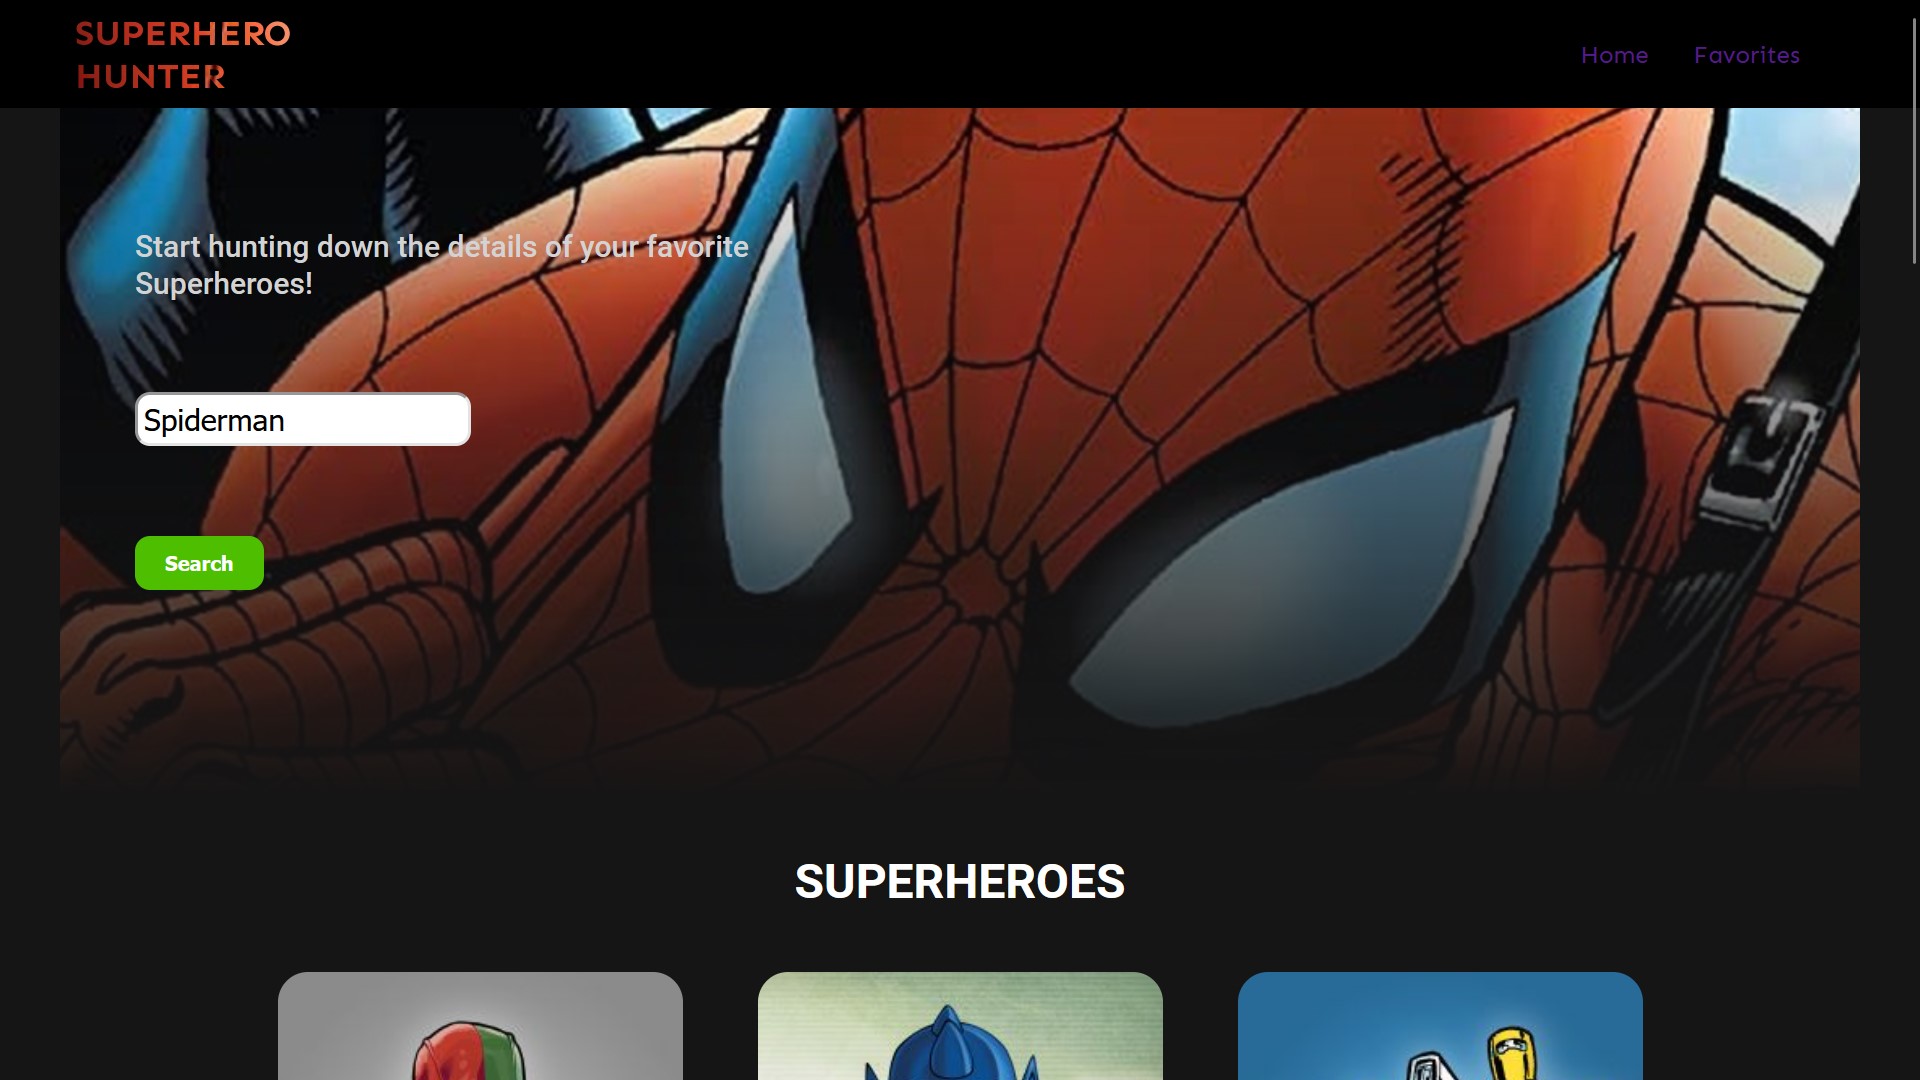 SUPERHERO
HUNTER
Home
Favorites
Start hunting down the details of your favorite
Superheroes!
Spiderman
Search
SUPERHEROES